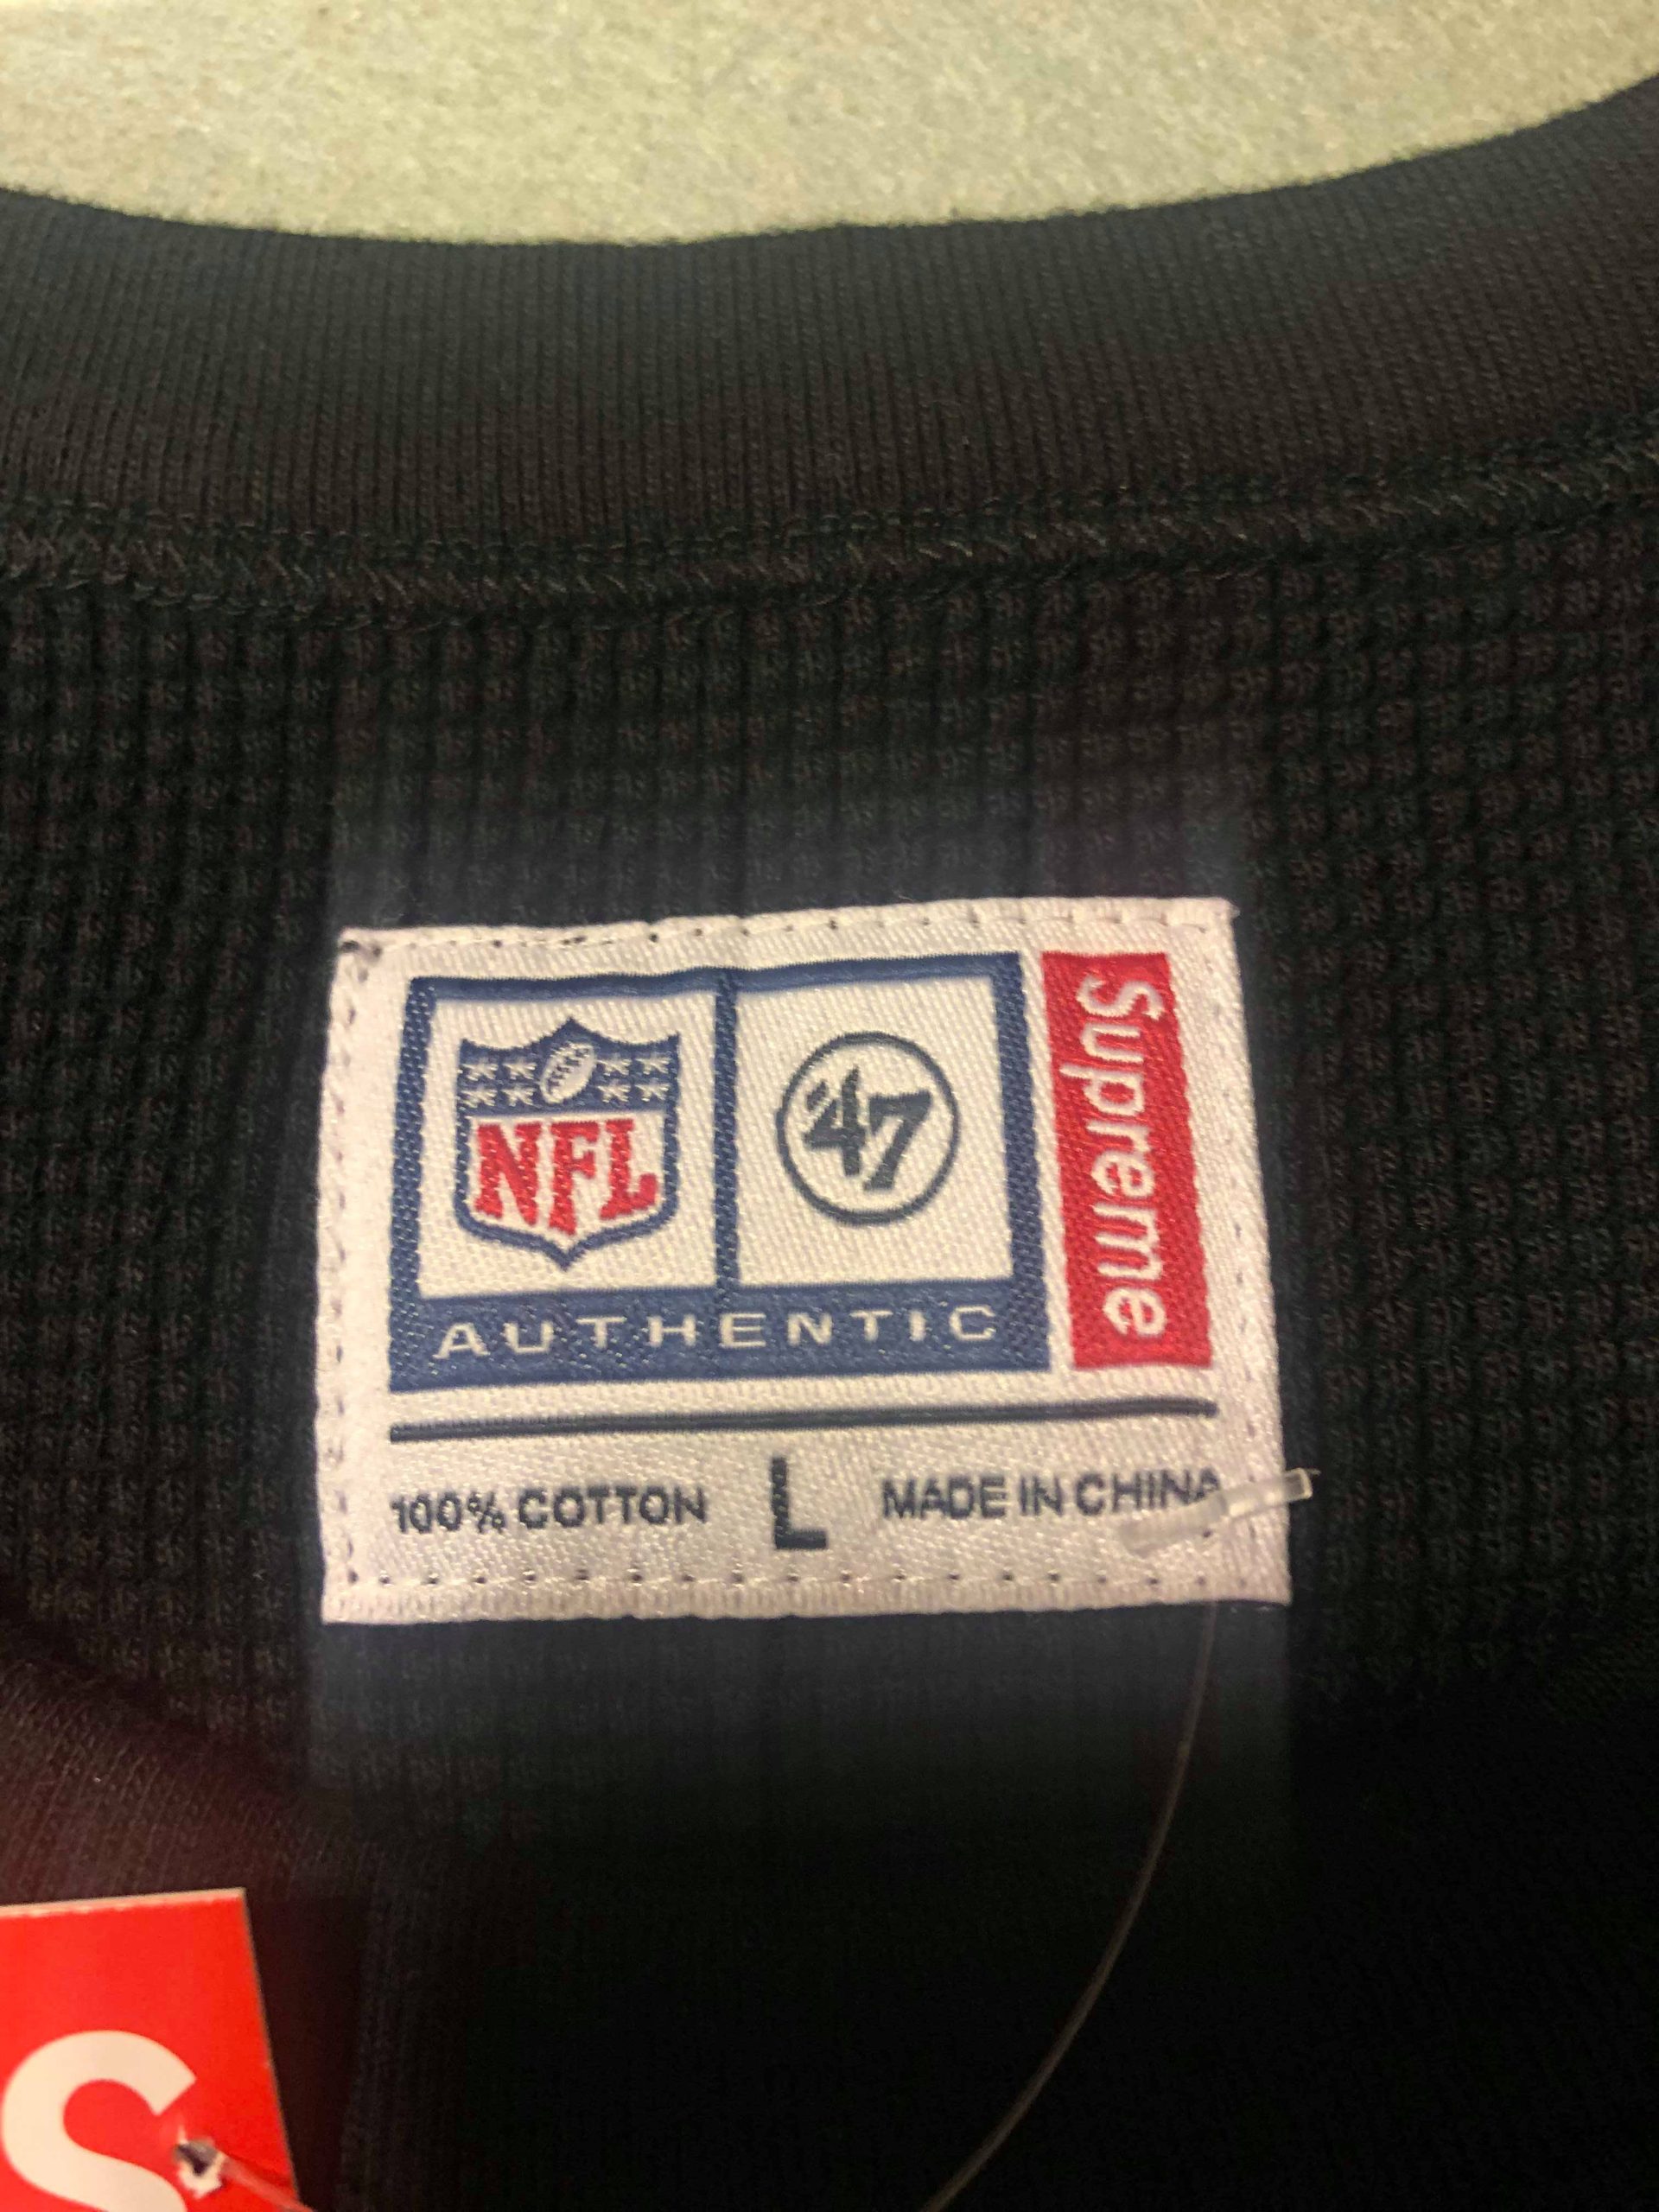 NFL
'47
Supreme
AUTHENTIC
100% COTTON L MADE IN CHINA
S